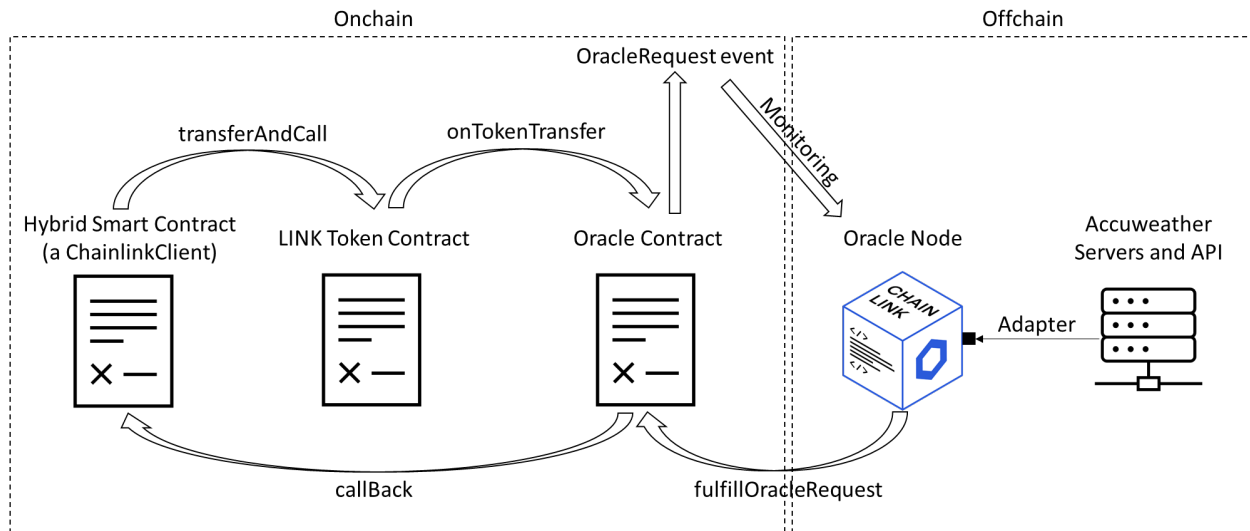 Onchain
Offchain
OracleRequest event
Monitoring
transferAndCall
onTokenTransfer
Hybrid Smart Contract
(a ChainlinkClient)
LINK Token Contract
Oracle Contract
Oracle Node
Accuweather
Servers and API
CHAIN
LINK
<!>
<!>
Adapter
callBack
fulfillOracleRequest